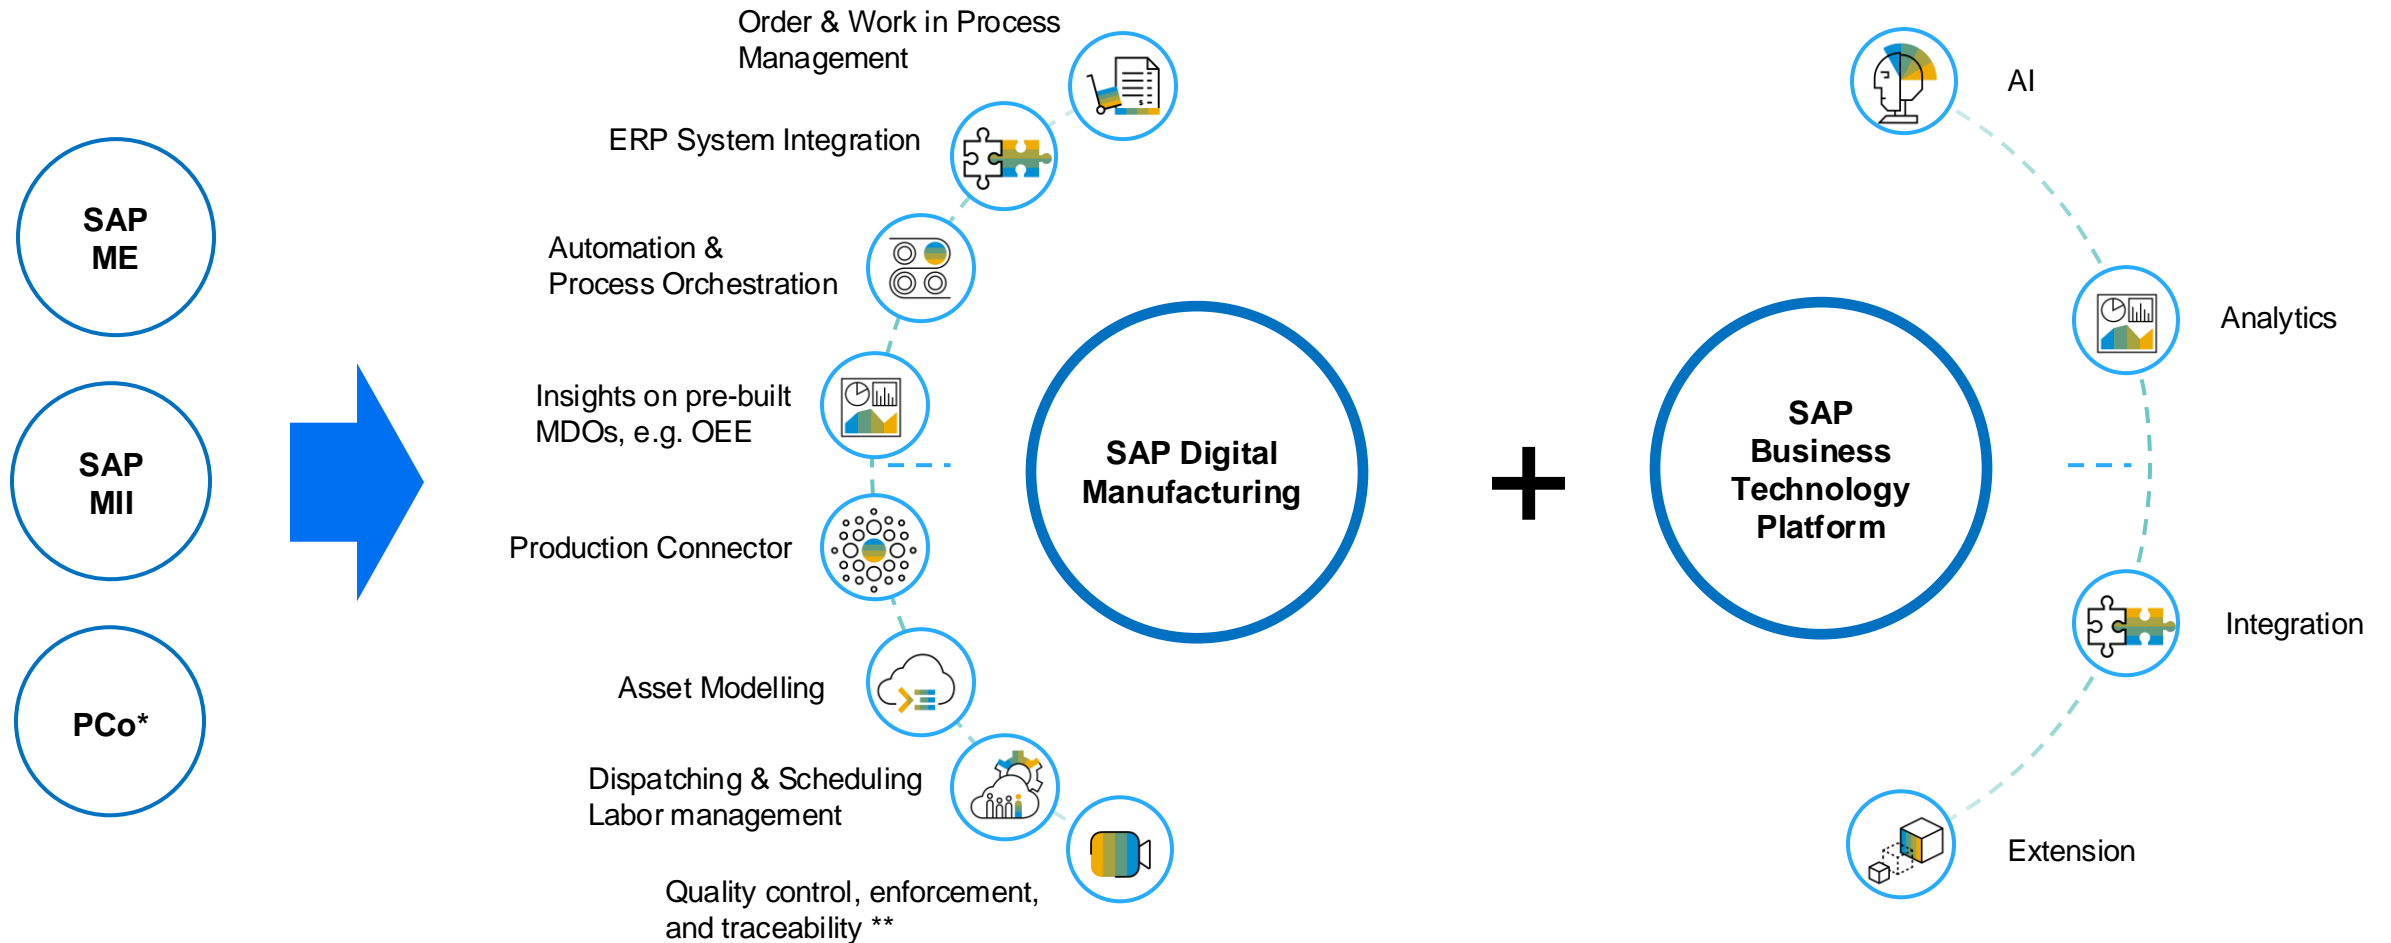 SAP
ME
SAP
MII
PCo*
Order & Work in Process
Management
ERP System Integration
Automation &
Process Orchestration
Insights on pre-built
MDOs, e.g. OEE
Production Connector
Asset Modelling
Dispatching & Scheduling
Labor management
Quality control, enforcement,
and traceability **
SAP Digital
Manufacturing
+
SAP
Business
Technology
Platform
AI
Analytics
Integration
Extension